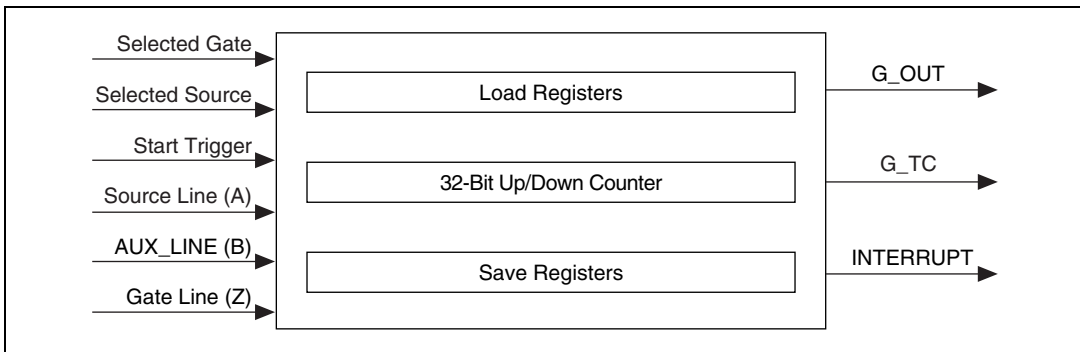 Selected Gate
Selected Source
Start Trigger
Source Line (A)
AUX_LINE (B)
Gate Line (Z)
Load Registers
32-Bit Up/Down Counter
Save Registers
G_OUT
G_TC
INTERRUPT